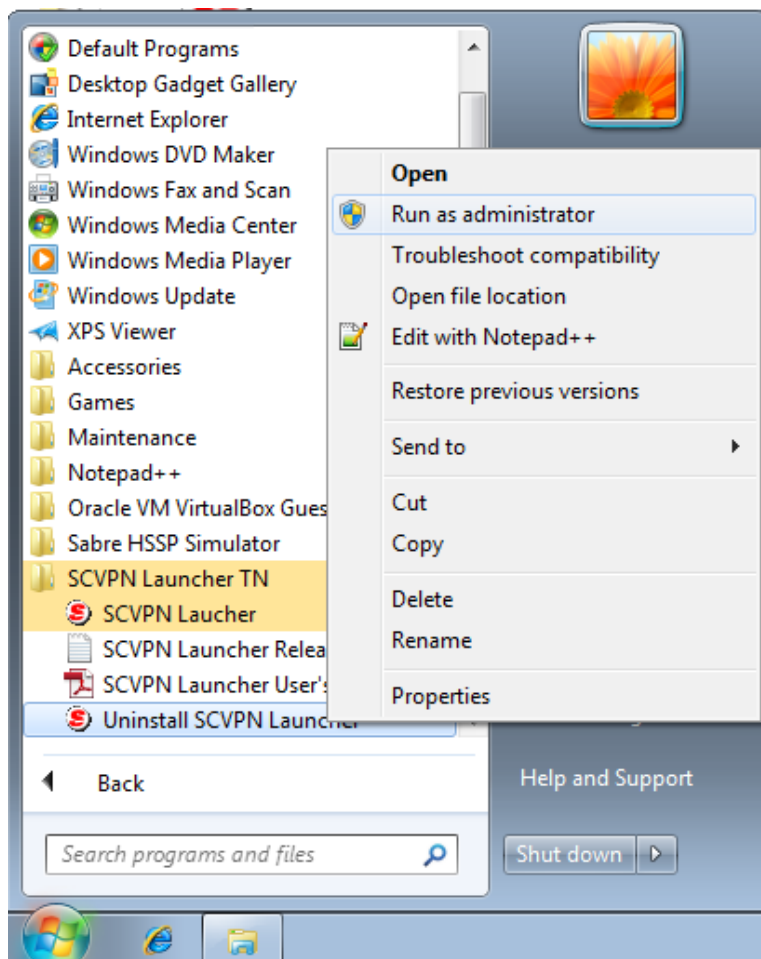 Default Programs
Desktop Gadget Gallery
Internet Explorer
Windows DVD Maker
Windows Fax and Scan
Windows Media Center
Windows Media Player
Windows Update
XPS Viewer
Accessories
Games
Maintenance
Notepad++
Oracle VM VirtualBox Gues
Sabre HSSP Simulator
SCVPN Launcher TN
SCVPN Laucher
SCVPN Launcher Relea
SCVPN Launcher User's
Uninstall SCVPN Launcher
Back
Search programs and files
Open
Run as administrator
Troubleshoot compatibility
Open file location
Edit with Notepad++
Restore previous versions
Send to
Cut
Copy
Delete
Rename
Properties
Help and Support
Shut down